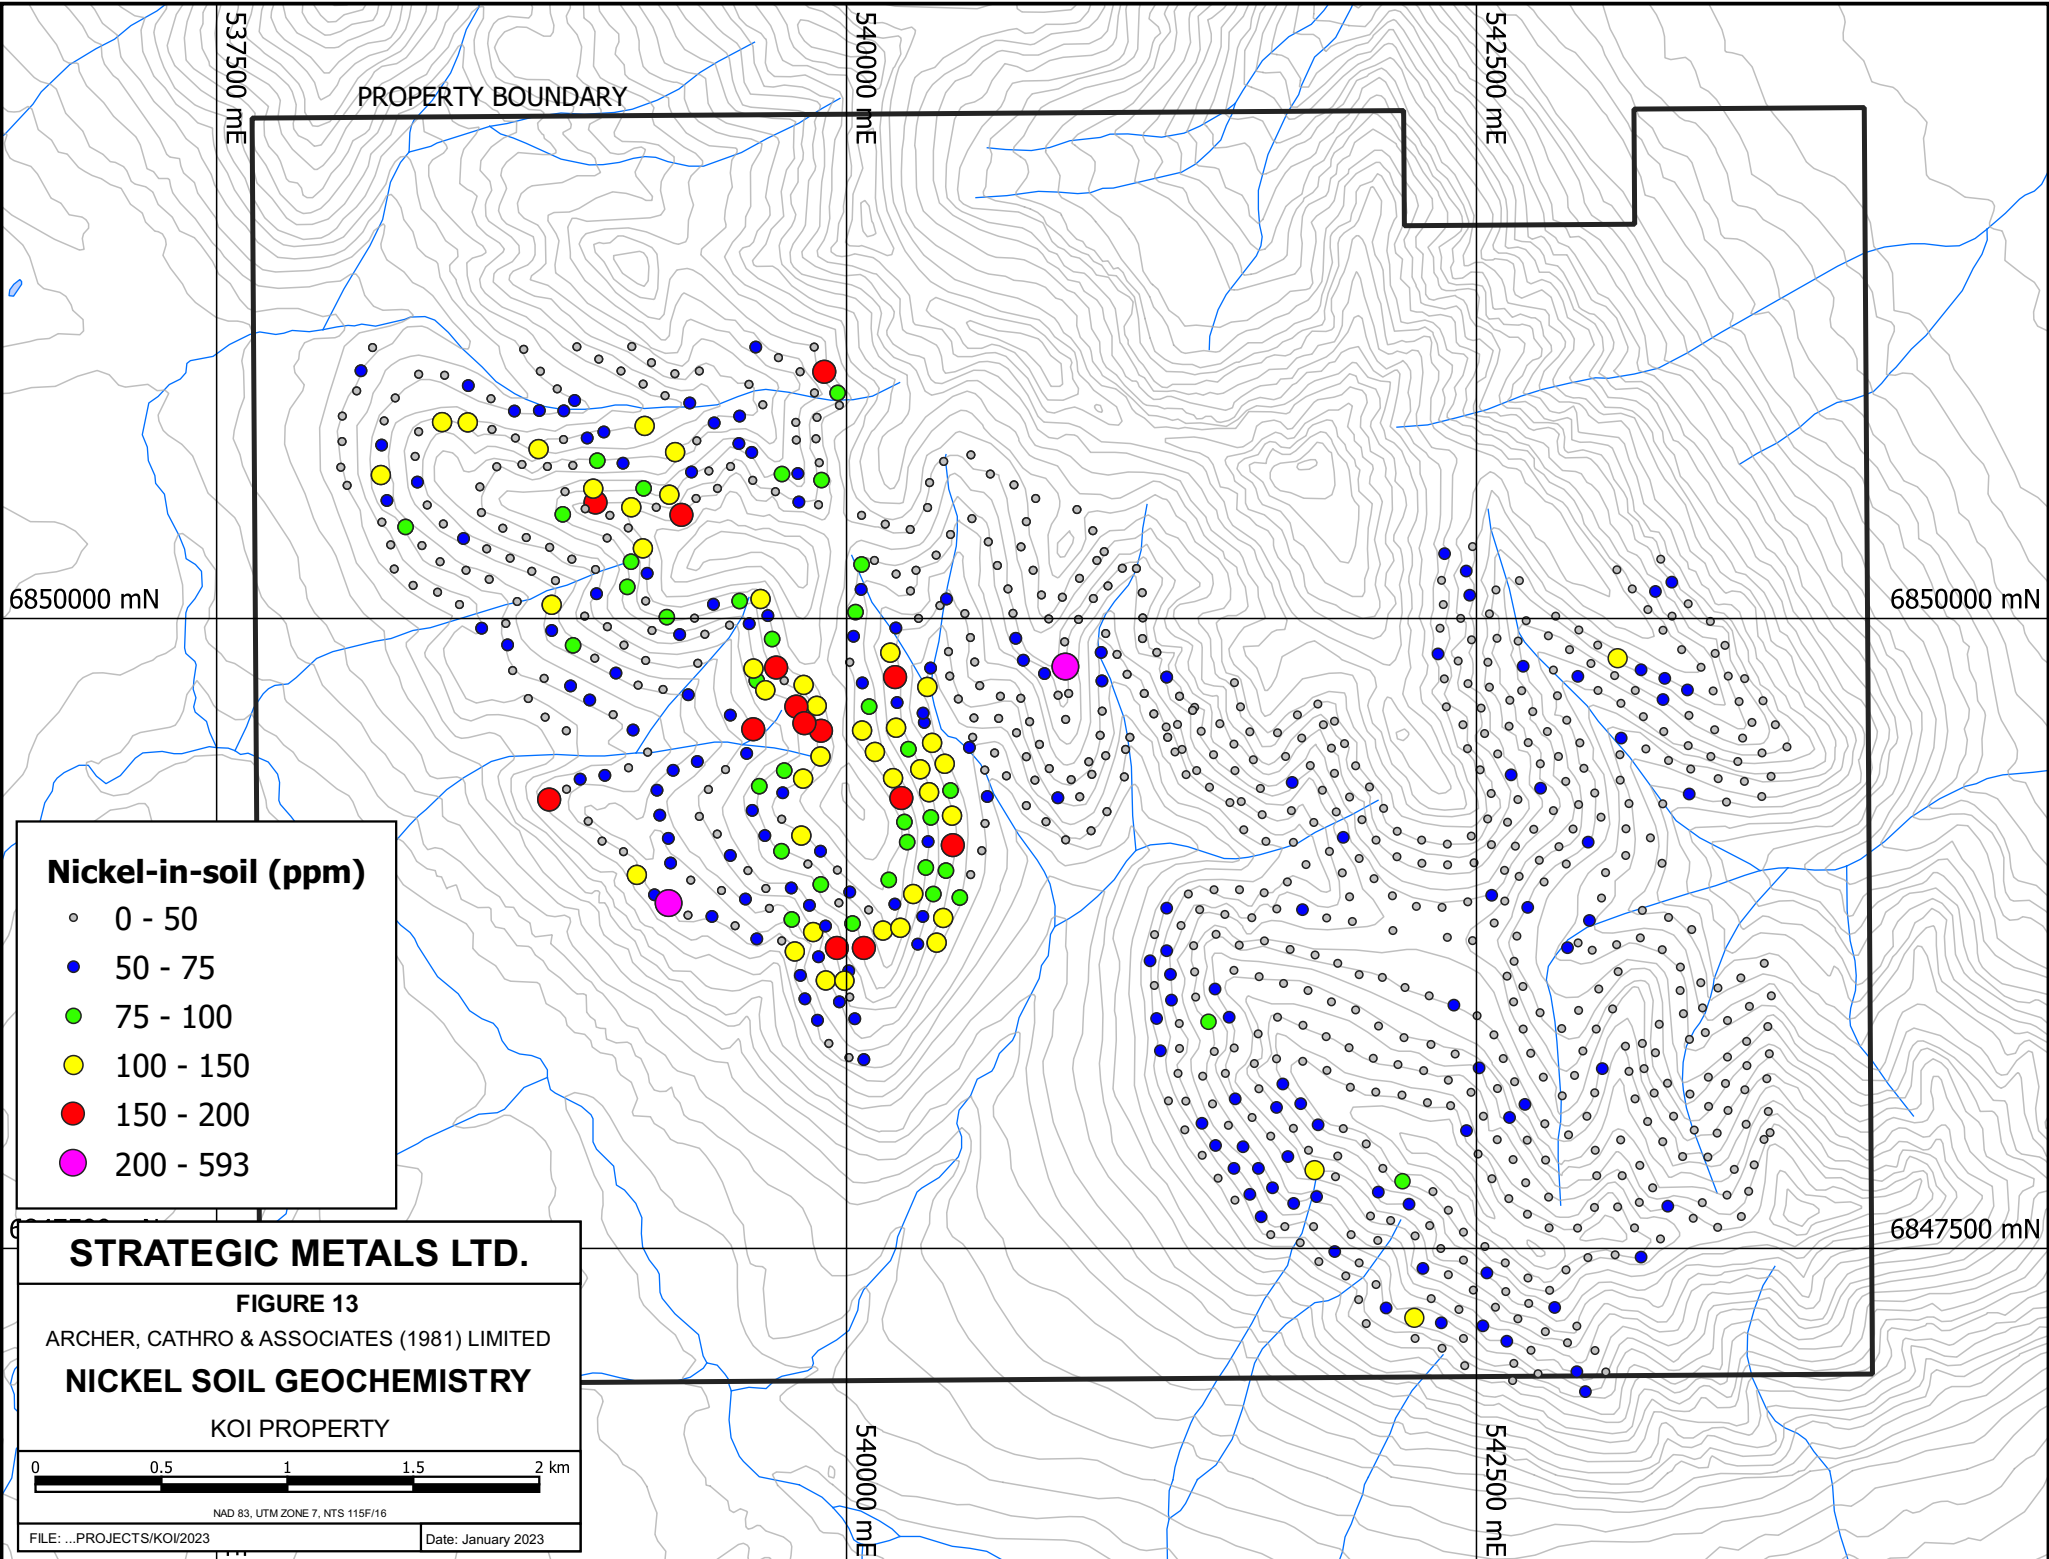 537500 mE
540000 mE
542500 mE
PROPERTY BOUNDARY
6850000 mN
6850000 mN
Nickel-in-soil (ppm)
0 - 50
50 - 75
75 - 100
100 - 150
150 - 200
200 - 593
6847500 mN
STRATEGIC METALS LTD.
FIGURE 13
ARCHER, CATHRO & ASSOCIATES (1981) LIMITED
NICKEL SOIL GEOCHEMISTRY
KOI PROPERTY
0 0.5 1 1.5 2 km
NAD 83, UTM ZONE 7, NTS 115F/16
FILE: ...PROJECTS/KOI/2023
Date: January 2023
540000 mE
542500 mE